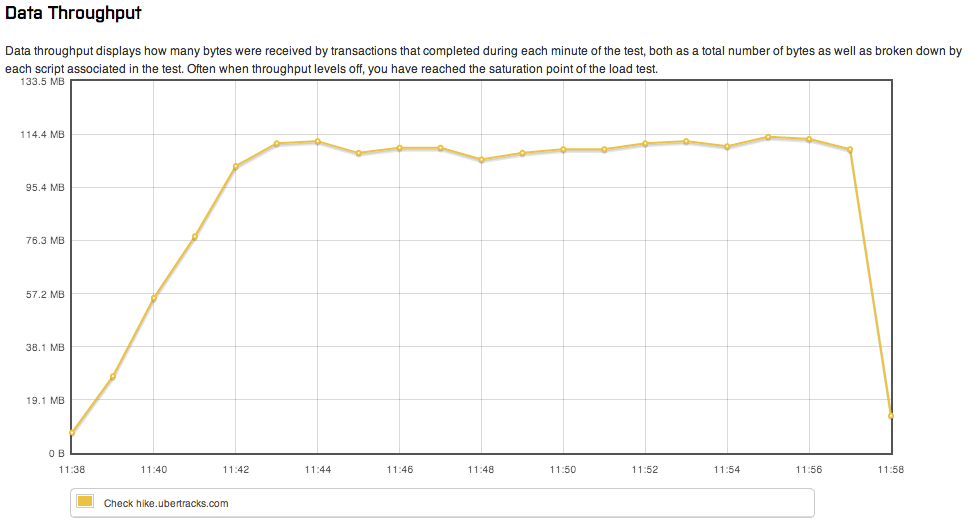 Data Throughput
Data throughput displays how many bytes were received by transactions that completed during each minute of the test, both as a total number of bytes as well as broken down by
each script associated in the test. Often when throughput levels off, you have reached the saturation point of the load test.
133.5 MB
114.4 MB
95.4 MB
76.3 MB
57.2 MB
38.1 MB
19.1 MB
0 B
11:38 11:40 11:42 11:44 11:46 11:48 11:50 11:52 11:54 11:56 11:58
Check hike.ubertracks.com